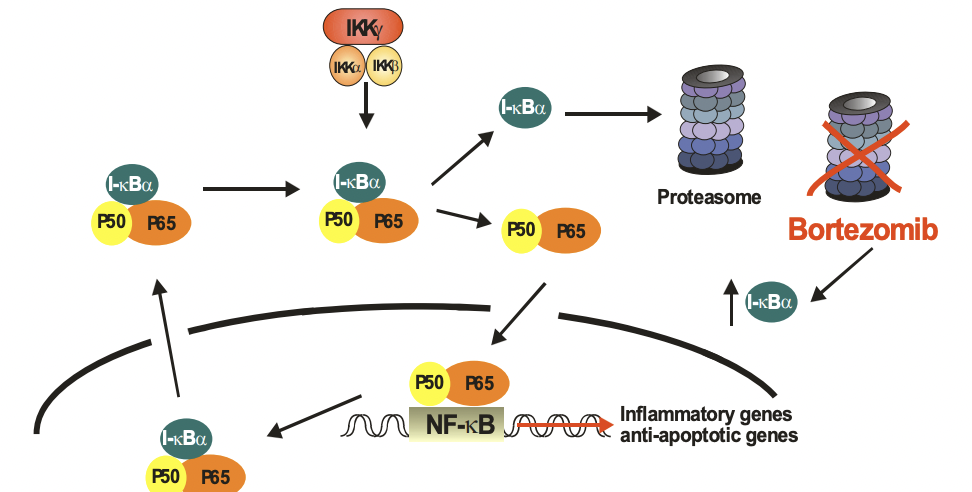 IKKγ
IKKα
IKKβ
I-κBα
Proteasome
I-κBα
P50
P65
I-κBα
P50
P65
P50
P65
Bortezomib
I-κBα
P50
P65
NF-κB
Inflammatory genes
anti-apoptotic genes
I-κBα
P50
P65